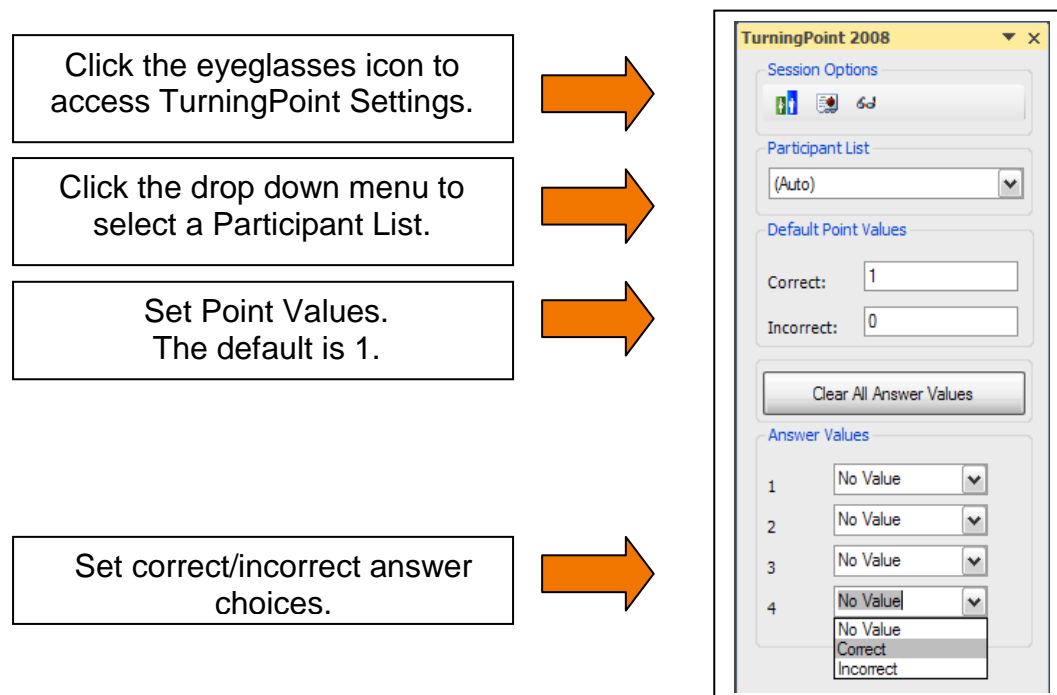 Click the eyeglasses icon to
access TurningPoint Settings.
Click the drop down menu to
select a Participant List.
Set Point Values.
The default is 1.
Set correct/incorrect answer
choices.
TurningPoint 2008
Session Options
Participant List
(Auto)
Default Point Values
Correct: 1
Incorrect: 0
Clear All Answer Values
Answer Values
1 No Value
2 No Value
3 No Value
4 No Value
No Value
Correct
Incorrect